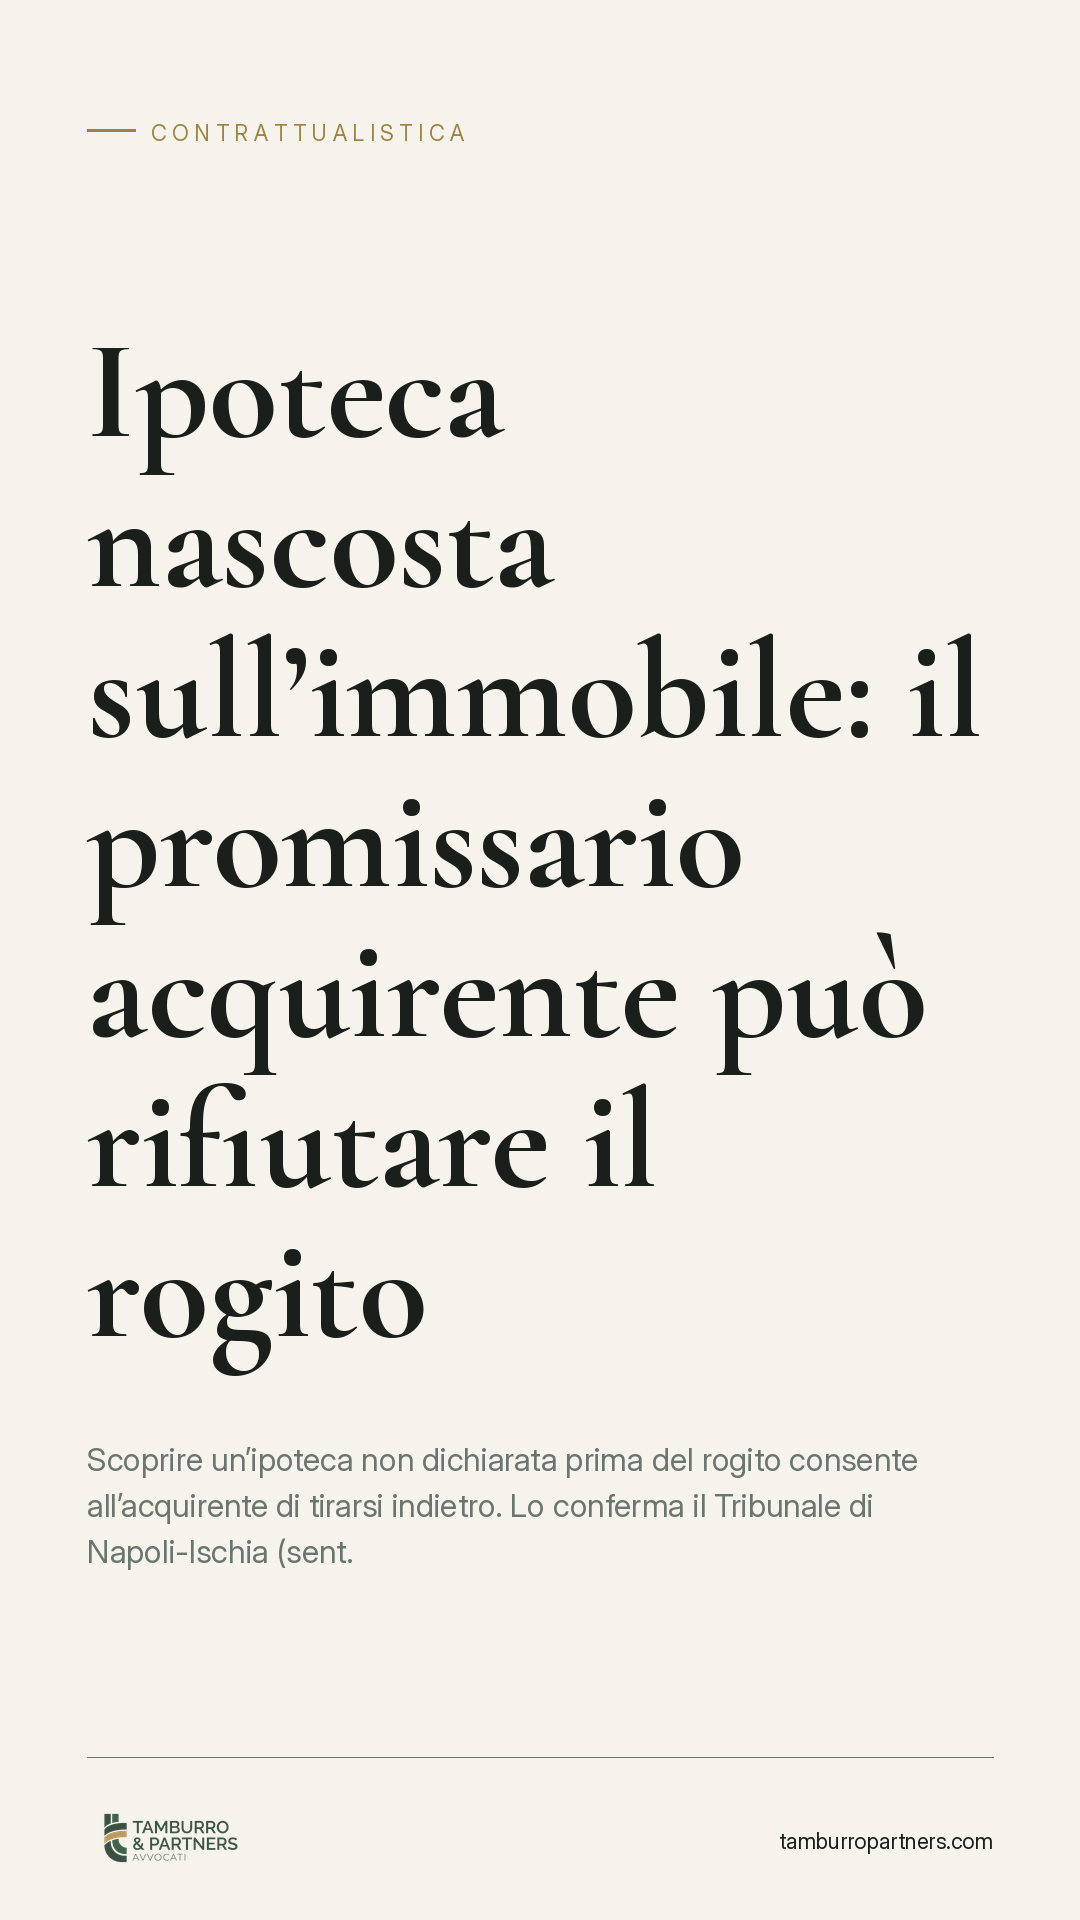 CONTRATTUALISTICA
Ipoteca
nascosta
sull’immobile: il
promissario
acquirente può
rifiutare il
rogito
Scoprire un’ipoteca non dichiarata prima del rogito consente
all’acquirente di tirarsi indietro. Lo conferma il Tribunale di
Napoli-Ischia (sent.
TAMBURRO
& PARTNERS
AVVOCATI
tamburropartners.com